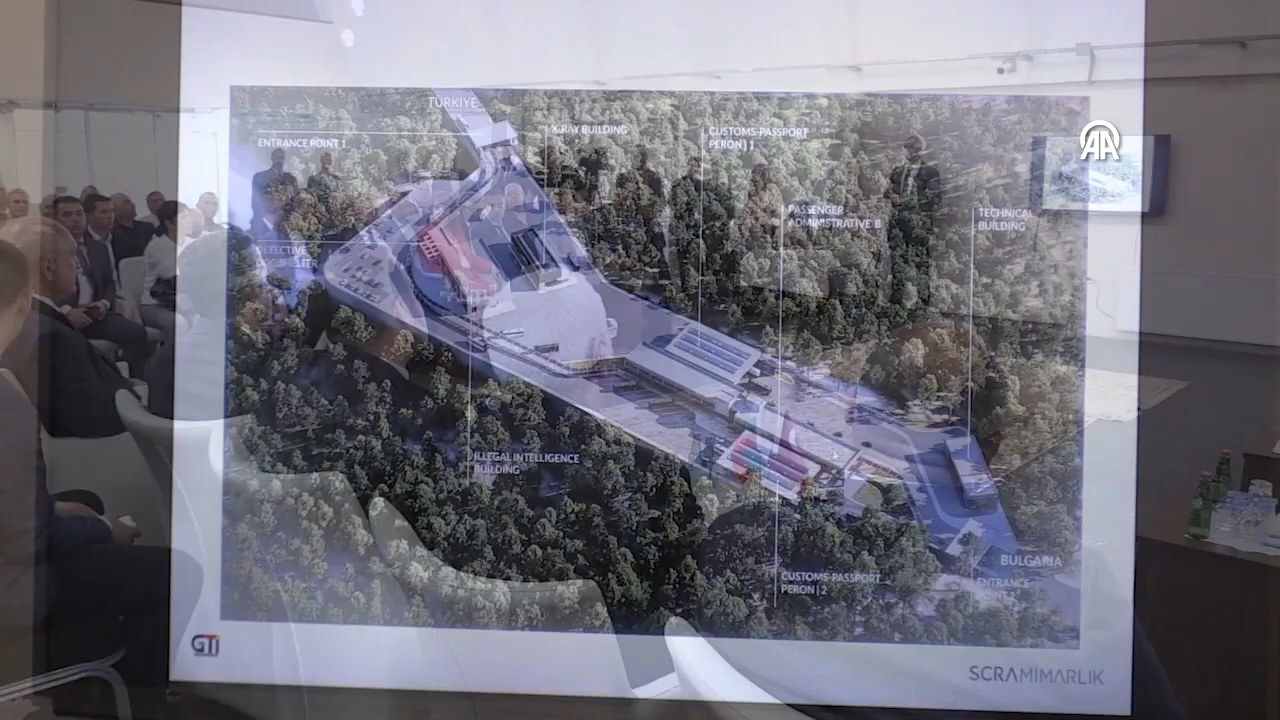 TÜRKİYE
ENTRANCE POINT 1
X-RAY BUILDING
CUSTOMS-PASSPORT
PERON | 1
PASSENGER
ADMINISTRATIVE B
TECHNICAL
BUILDING
DETECTIVE
ILLEGAL INTELLIGENCE
BUILDING
CUSTOMS-PASSPORT
PERON | 2
BULGARIA
ENTRANCE
GTİ
SCRAMİMARLIK
AA